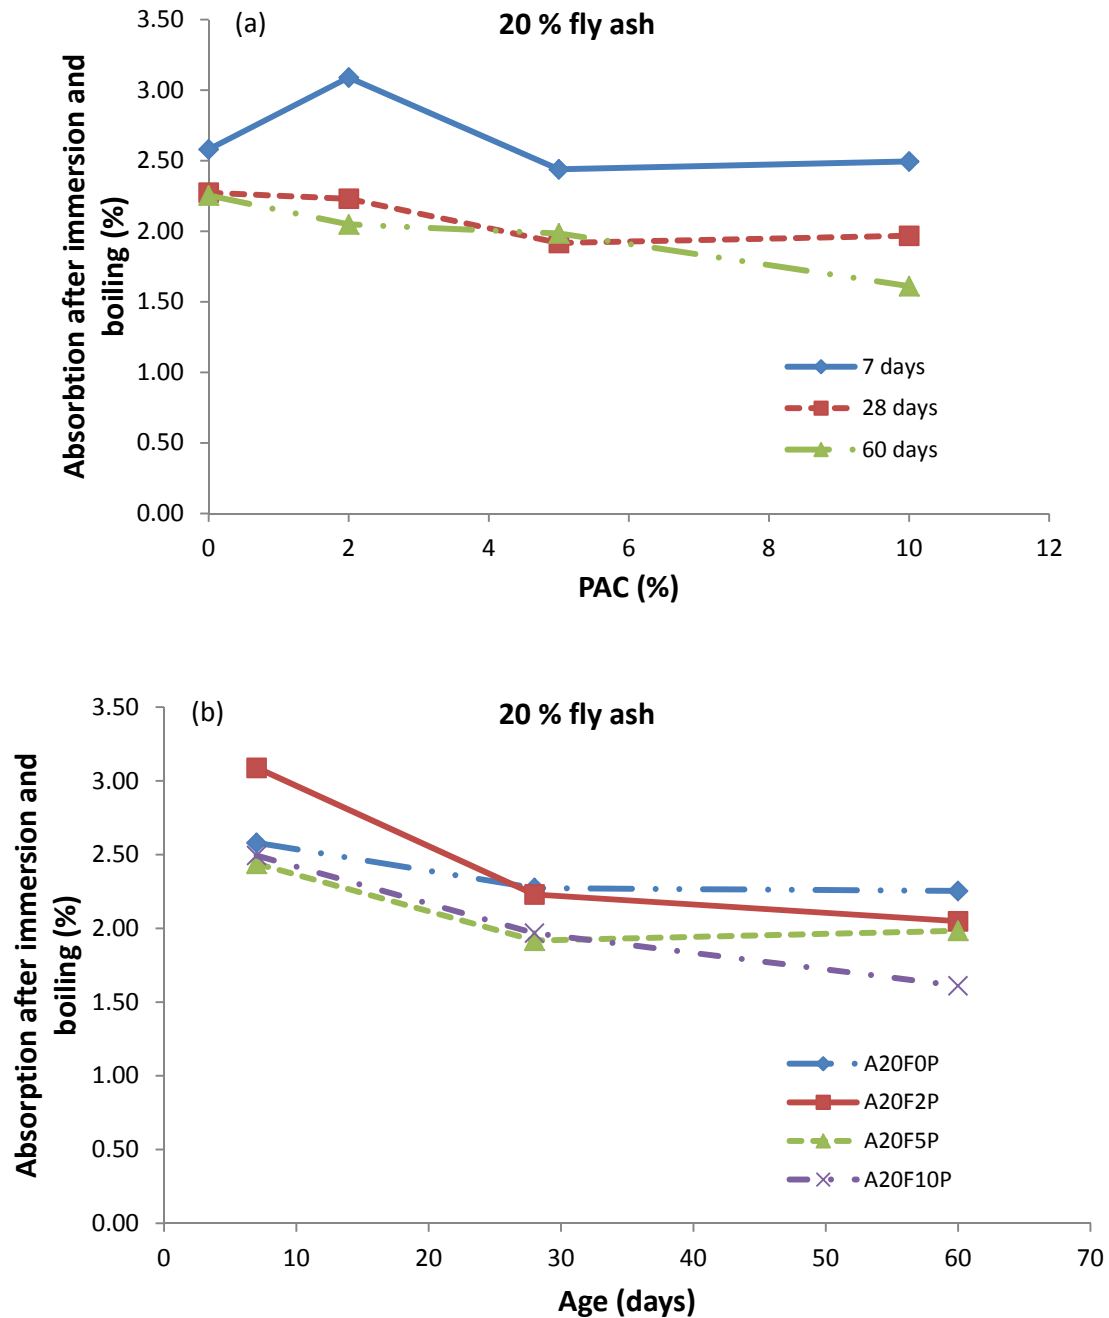 (a)
20 % fly ash
Absorbtion after immersion and
boiling (%)
3.50
3.00
2.50
2.00
1.50
1.00
0.50
0.00
7 days
28 days
60 days
0 2 4 6 8 10 12
PAC (%)
(b)
20 % fly ash
Absorption after immersion and
boiling (%)
3.50
3.00
2.50
2.00
1.50
1.00
0.50
0.00
A20F0P
A20F2P
A20F5P
A20F10P
0 10 20 30 40 50 60 70
Age (days)